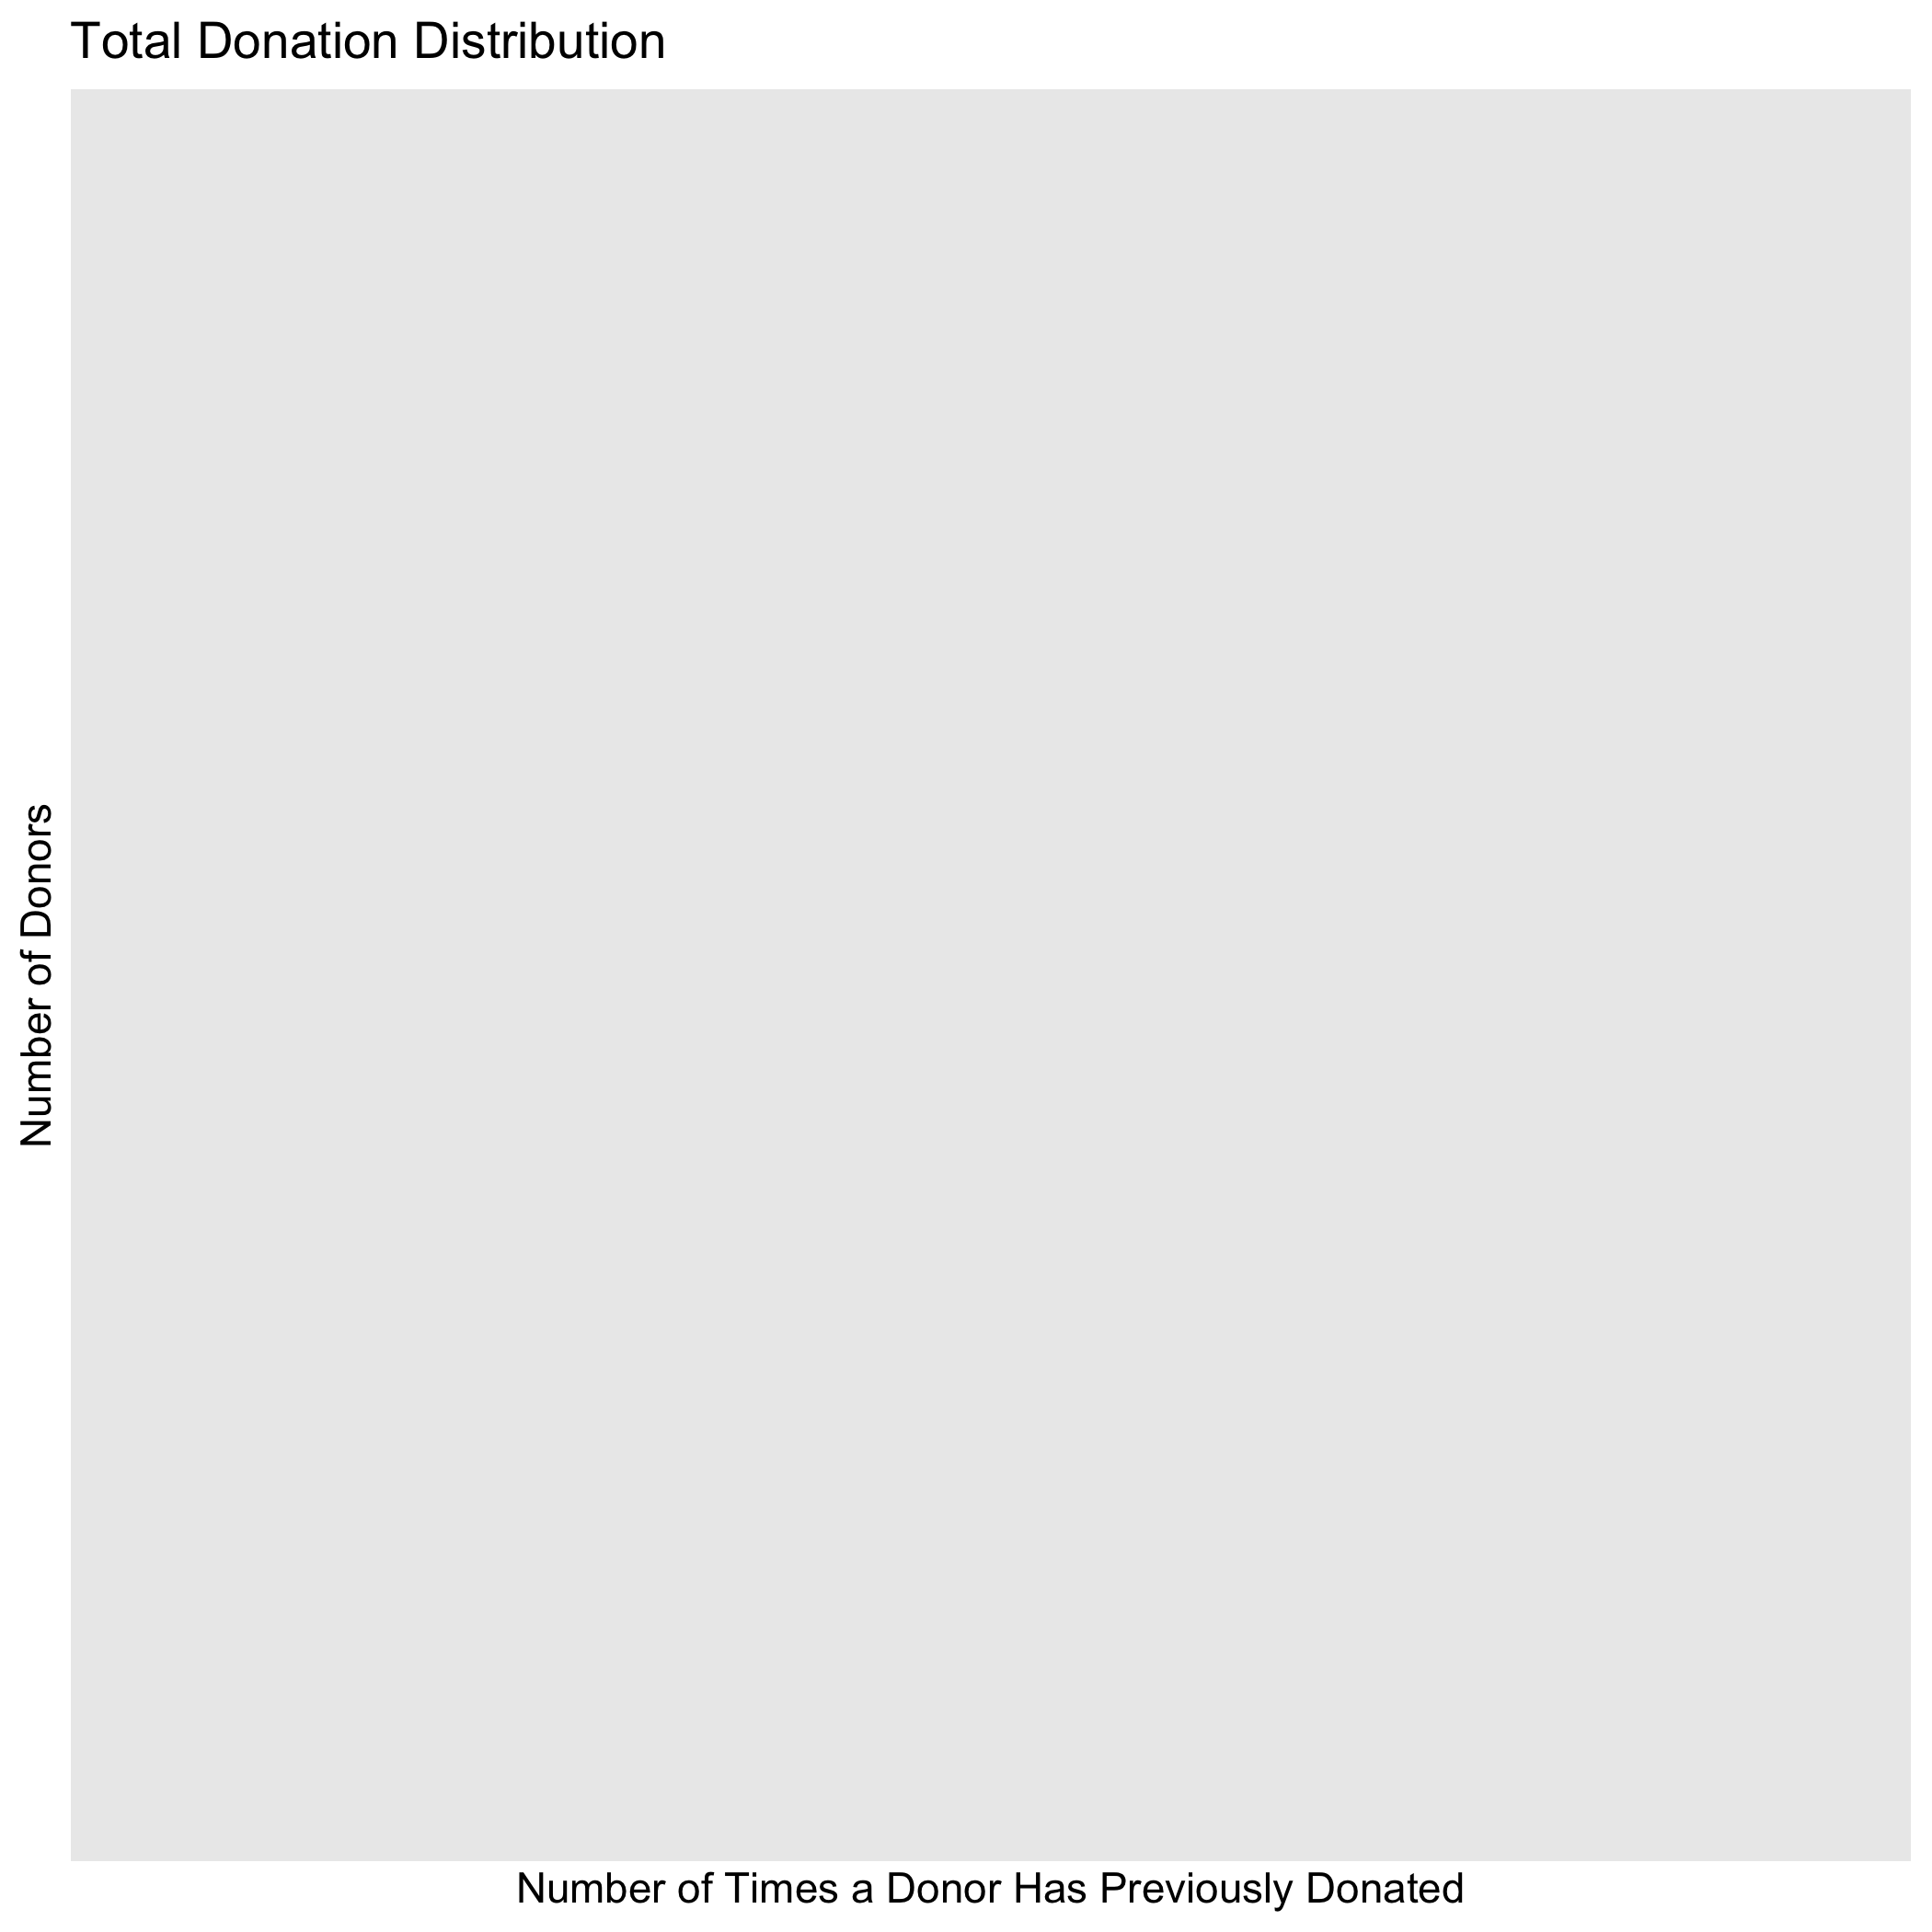 Total Donation Distribution
Number of Donors
Number of Times a Donor Has Previously Donated